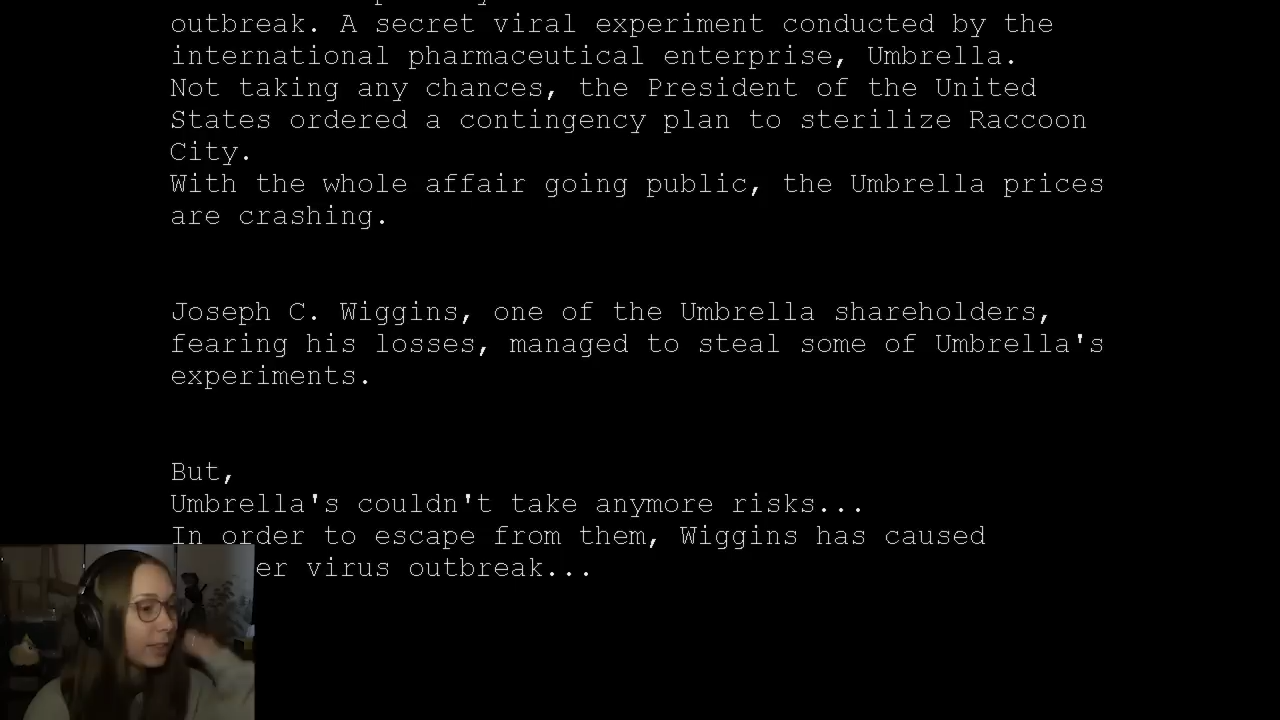 outbreak. A secret viral experiment conducted by the
international pharmaceutical enterprise, Umbrella.
Not taking any chances, the President of the United
States ordered a contingency plan to sterilize Raccoon
City.
With the whole affair going public, the Umbrella prices
are crashing.
Joseph C. Wiggins, one of the Umbrella shareholders,
fearing his losses, managed to steal some of Umbrella's
experiments.
But,
Umbrella's couldn't take anymore risks...
In order to escape from them, Wiggins has caused
er virus outbreak...